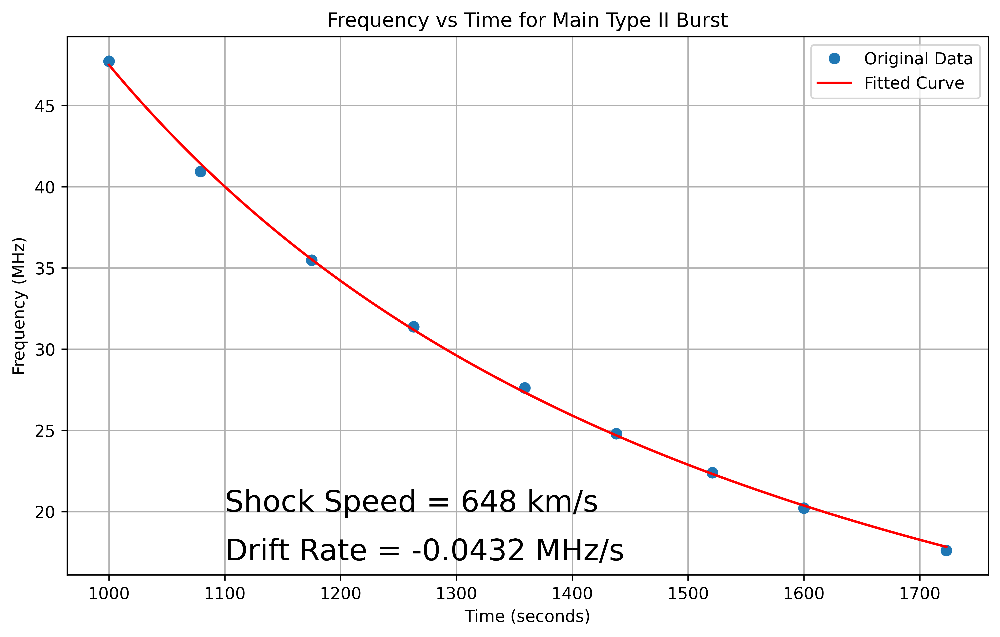 Frequency vs Time for Main Type II Burst
Original Data
Fitted Curve
Frequency (MHz)
45
40
35
30
25
20
Shock Speed = 648 km/s
Drift Rate = -0.0432 MHz/s
1000 1100 1200 1300 1400 1500 1600 1700
Time (seconds)